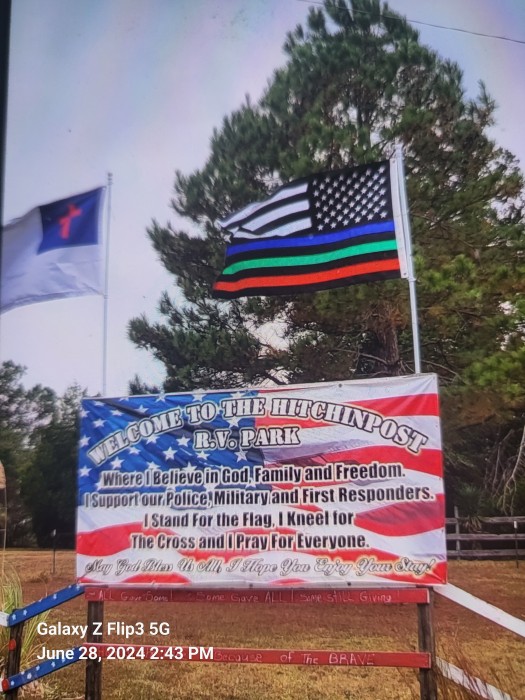 WELCOME TO THE HITCHINPOST
R.V. PARK
Where I Believe in God, Family and Freedom.
I Support our Police, Military and First Responders.
I Stand For the Flag, I Kneel for
The Cross and I Pray For Everyone.
May God Bless Us All, I Hope You Enjoy Your Stay!
ALL Gave Some! Some Gave ALL! Some still Giving
Because of The BRAVE
Galaxy Z Flip3 5G
June 28, 2024 2:43 PM